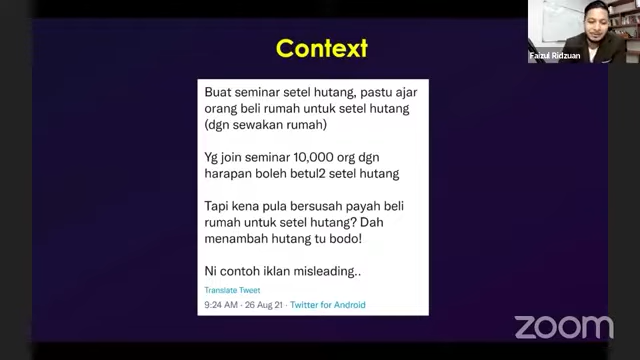 Context
Faizul Ridzuan
Buat seminar setel hutang, pastu ajar
orang beli rumah untuk setel hutang
(dgn sewakan rumah)
Yg join seminar 10,000 org dgn
harapan boleh betul2 setel hutang
Tapi kena pula bersusah payah beli
rumah untuk setel hutang? Dah
menambah hutang tu bodo!
Ni contoh iklan misleading..
Translate Tweet
9:24 AM · 26 Aug 21 · Twitter for Android
zoom